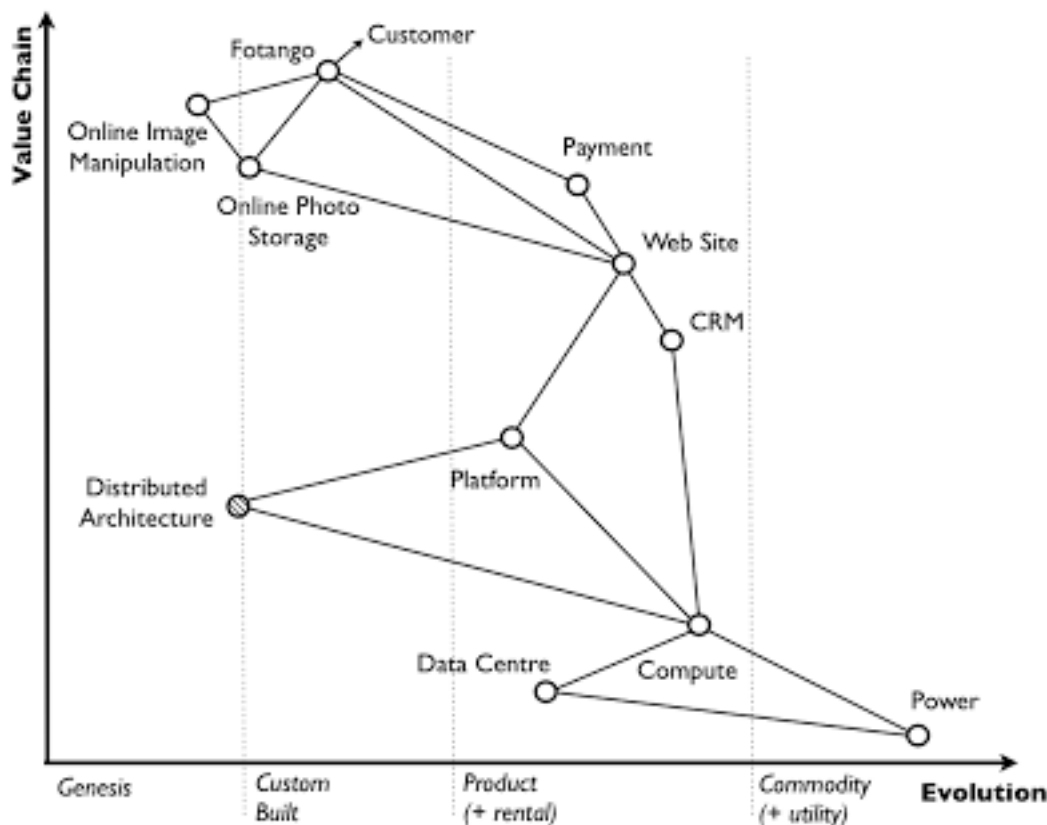 Value Chain
Customer
Fotango
Online Image
Manipulation
Payment
Online Photo
Storage
Web Site
CRM
Platform
Distributed
Architecture
Data Centre
Compute
Power
Genesis
Custom
Built
Product
(+ rental)
Commodity
(+ utility)
Evolution